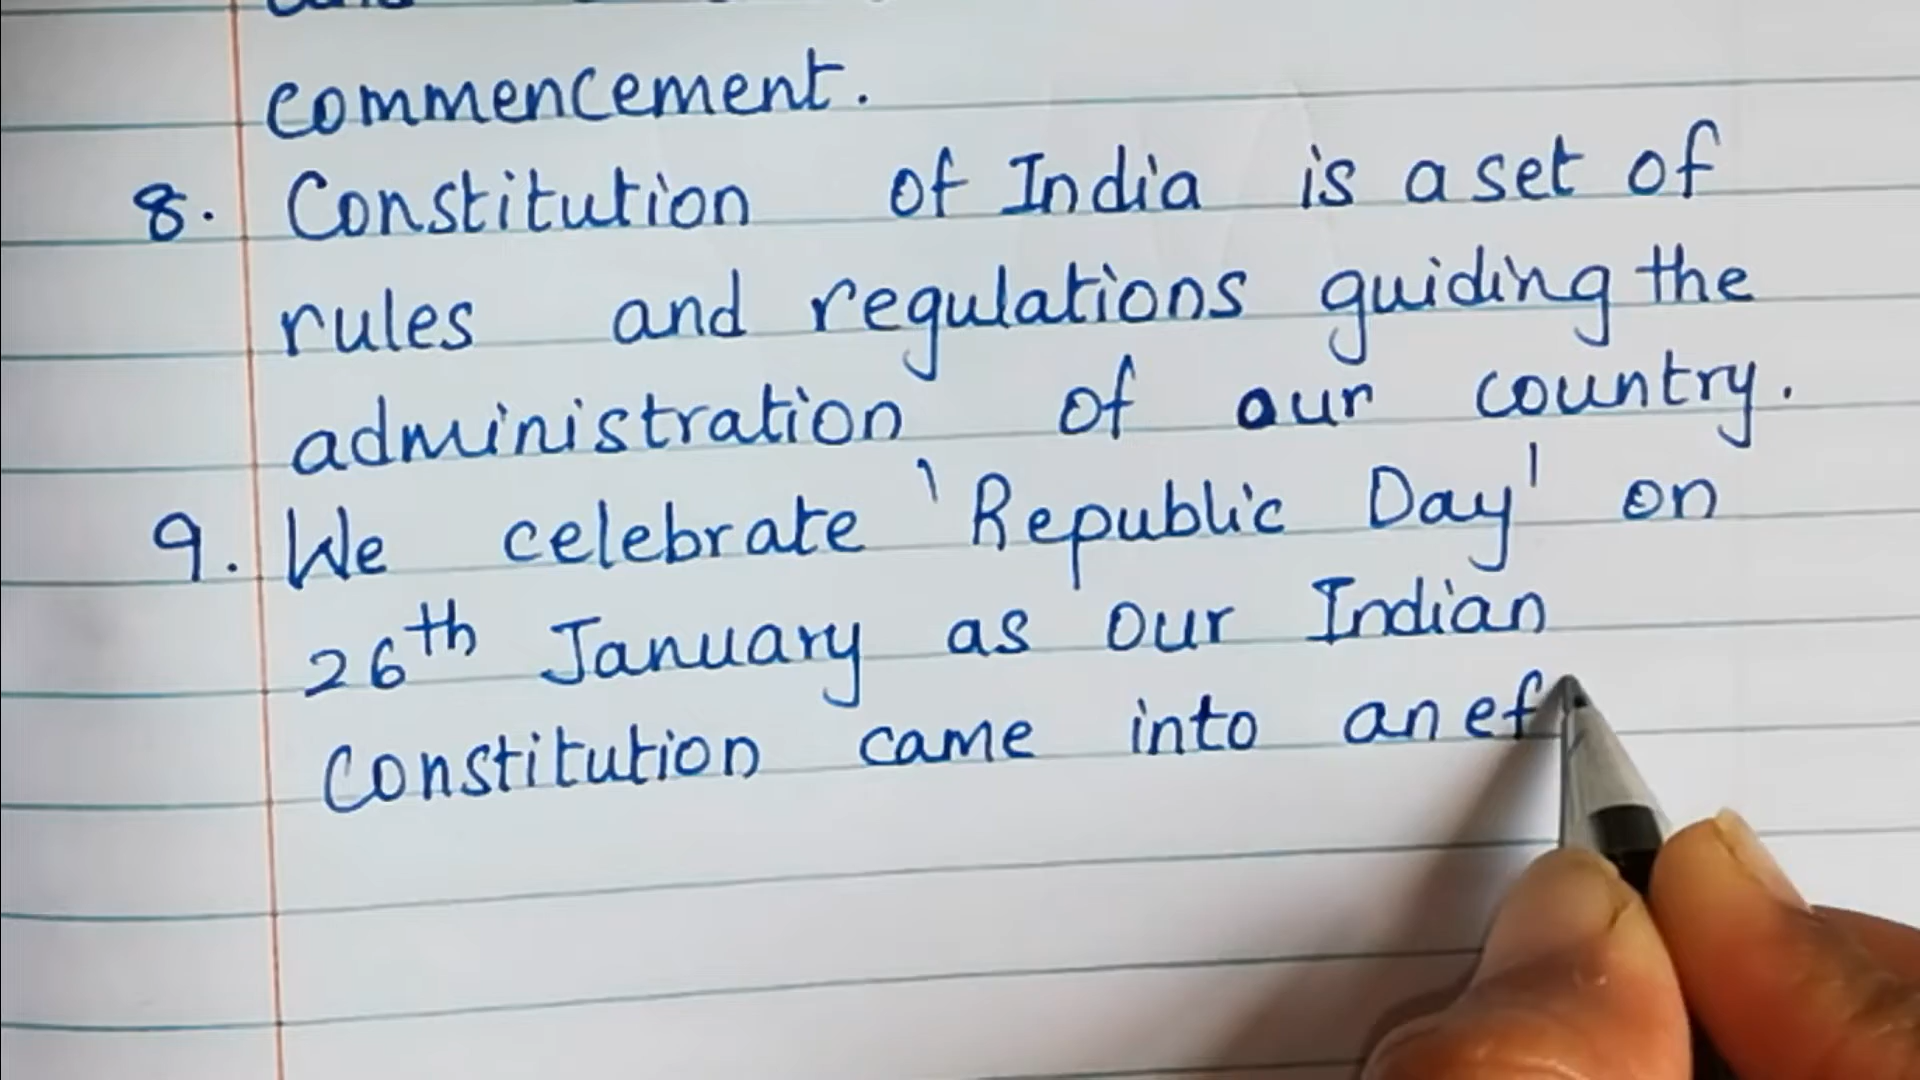 commencement.
8. Constitution of India is a set of
rules and regulations guiding the
administration of our country.
9. We celebrate 'Republic Day' on
26th January as our Indian
Constitution came into an ef